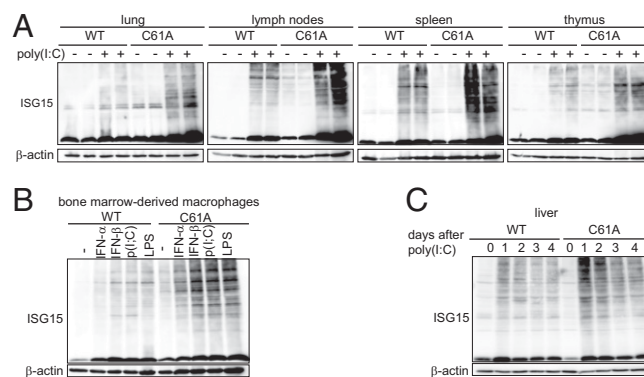 A
lung lymph nodes spleen thymus
WT C61A WT C61A WT C61A WT C61A
poly(I:C) - - + + - - + + - - + + - - + + - - + + - - + + - - + + - - + +
ISG15
β-actin
B
bone marrow-derived macrophages
WT C61A
- IFN-α IFN-β p(I;C) LPS - IFN-α IFN-β p(I;C) LPS
ISG15
β-actin
C
liver
days after WT C61A
poly(I:C) 0 1 2 3 4 0 1 2 3 4
ISG15
β-actin